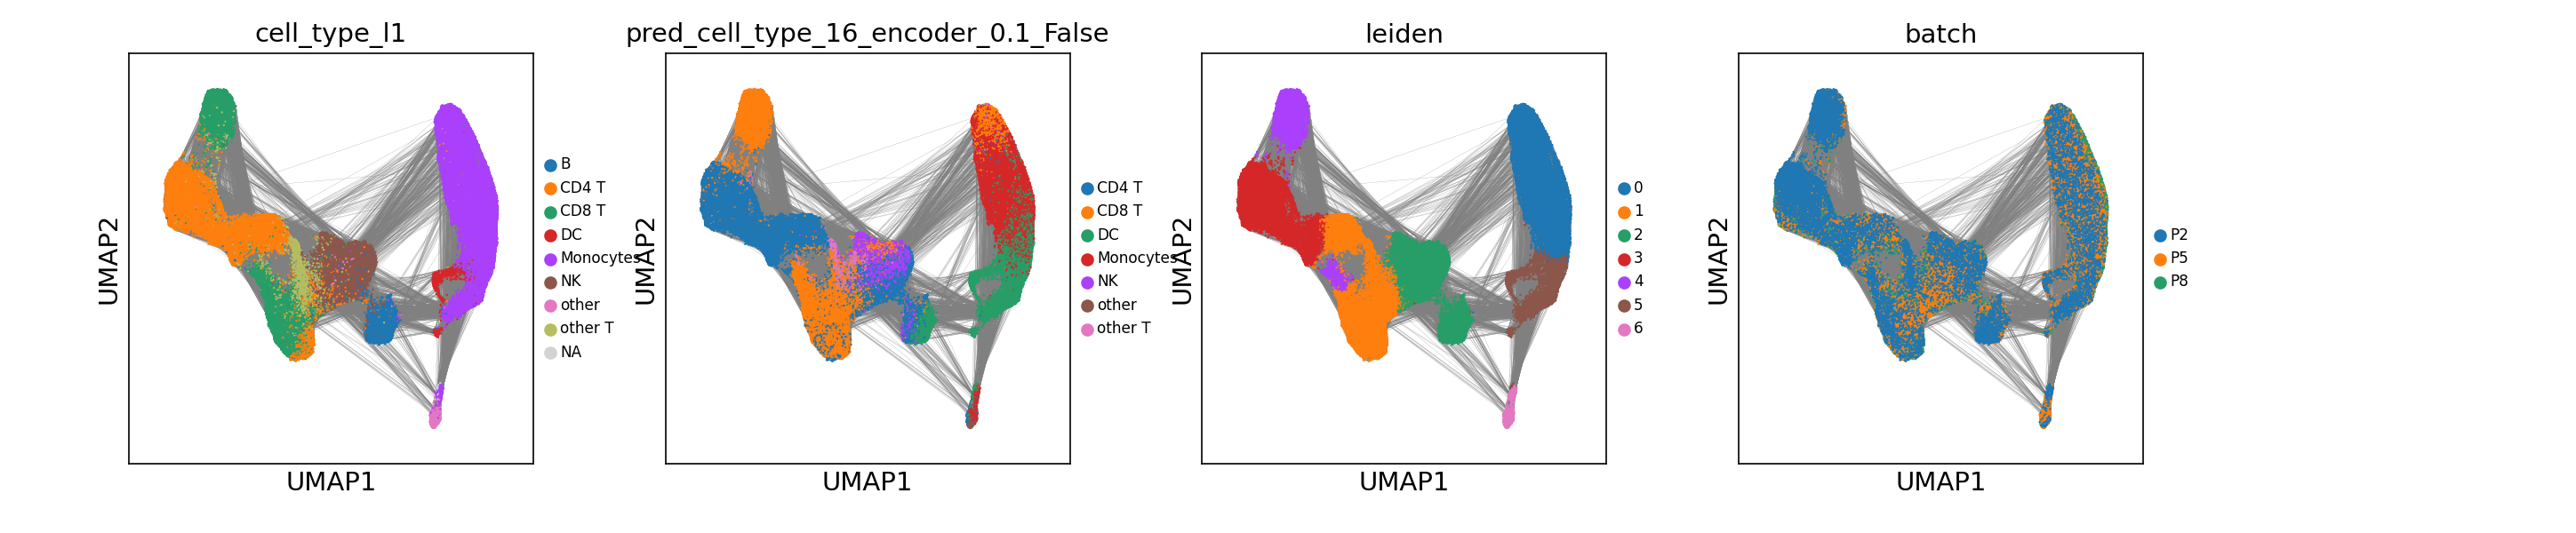 cell_type_l1
UMAP2
UMAP1
B
CD4 T
CD8 T
DC
Monocytes
NK
other
other T
NA
pred_cell_type_16_encoder_0.1_False
UMAP2
UMAP1
CD4 T
CD8 T
DC
Monocytes
NK
other
other T
leiden
UMAP2
UMAP1
0
1
2
3
4
5
6
batch
UMAP2
UMAP1
P2
P5
P8